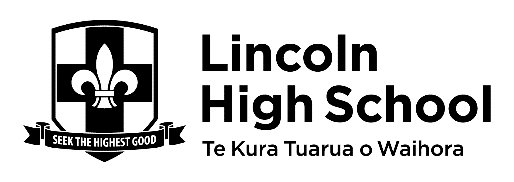 Lincoln
High School
Te Kura Tuarua o Waihora
SEEK THE HIGHEST GOOD